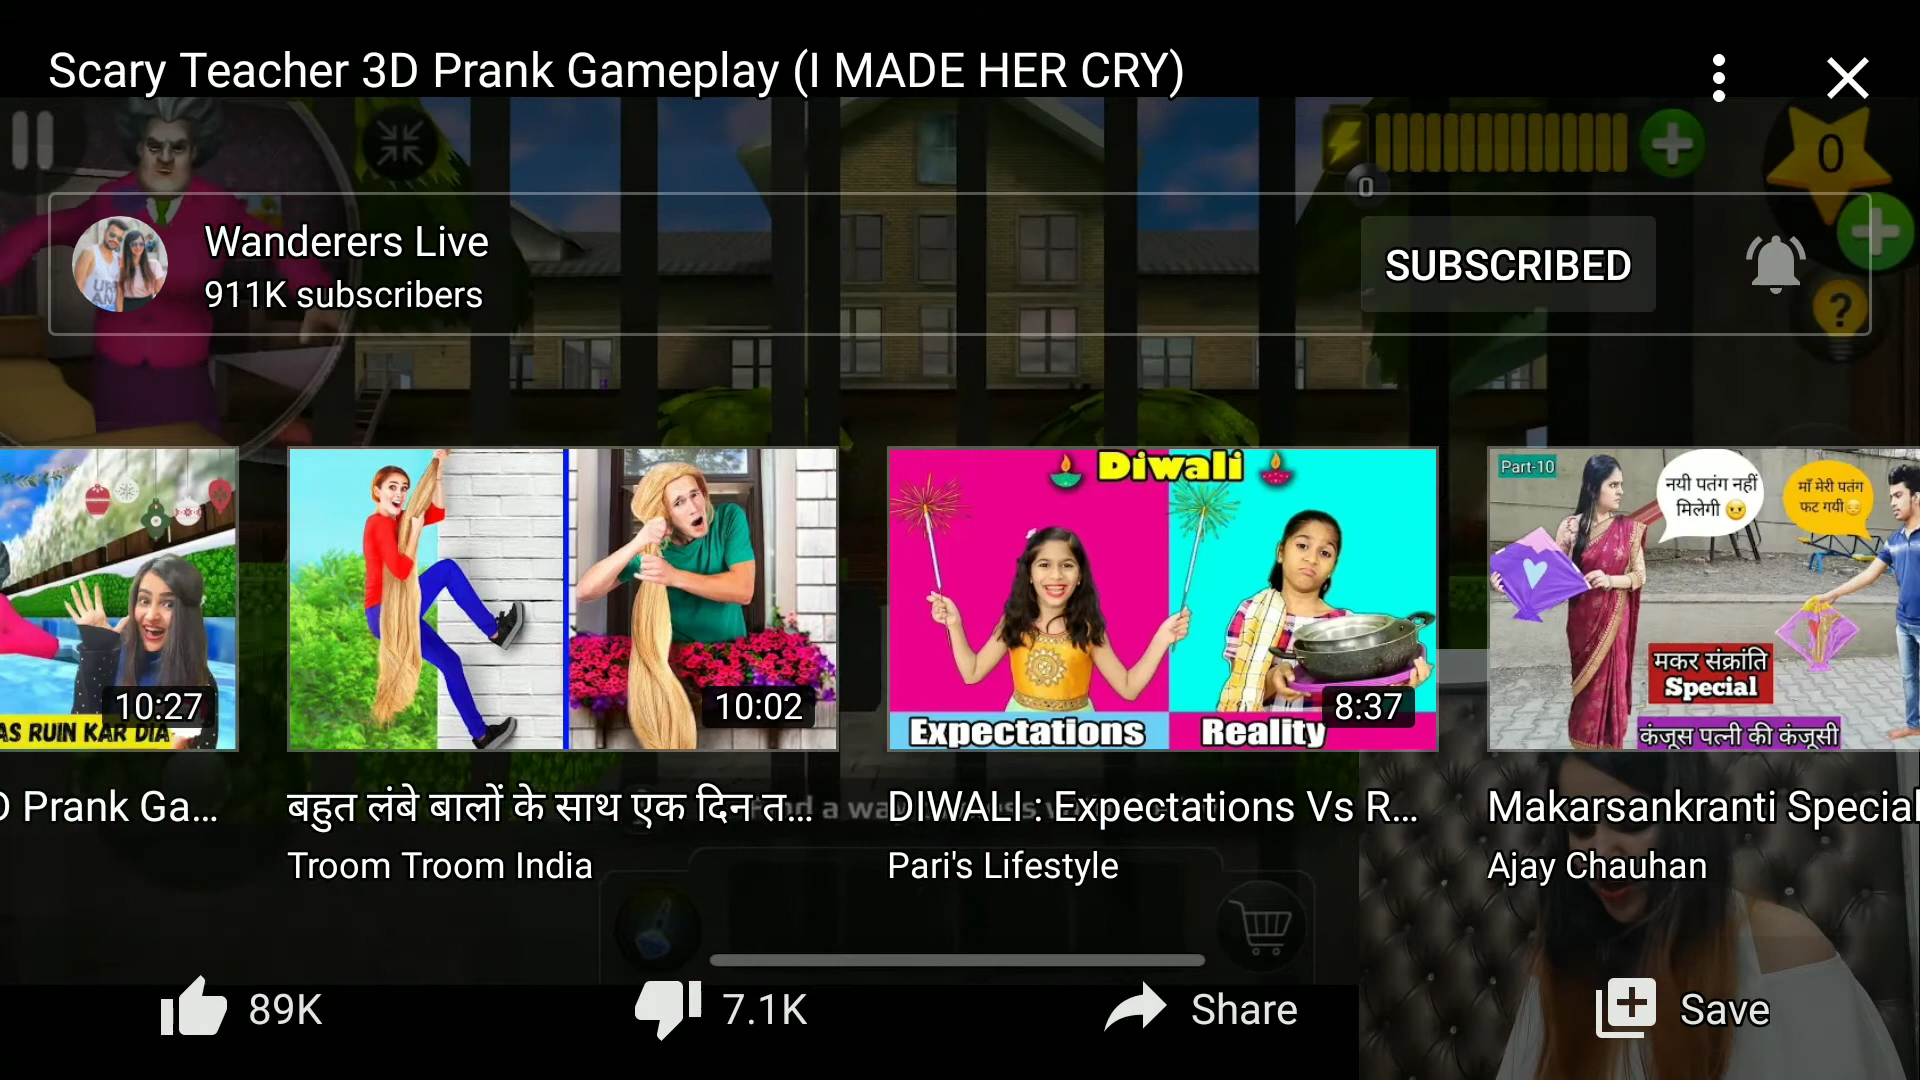 Scary Teacher 3D Prank Gameplay (I MADE HER CRY)
0
0
Wanderers Live
911K subscribers
SUBSCRIBED
?
10:27
AS RUIN KAR DIA
10:02
Diwali
Expectations
Reality
8:37
Part-10
नयी पतंग नहीं
मिलेगी
माँ मेरी पतंग
फट गयी
मकर संक्रांति
Special
कंजूस पत्नी की कंजूसी
D Prank Ga...
बहुत लंबे बालों के साथ एक दिन त...
Troom Troom India
DIWALI : Expectations Vs R...
Pari's Lifestyle
Makarsankranti Special
Ajay Chauhan
89K
7.1K
Share
Save